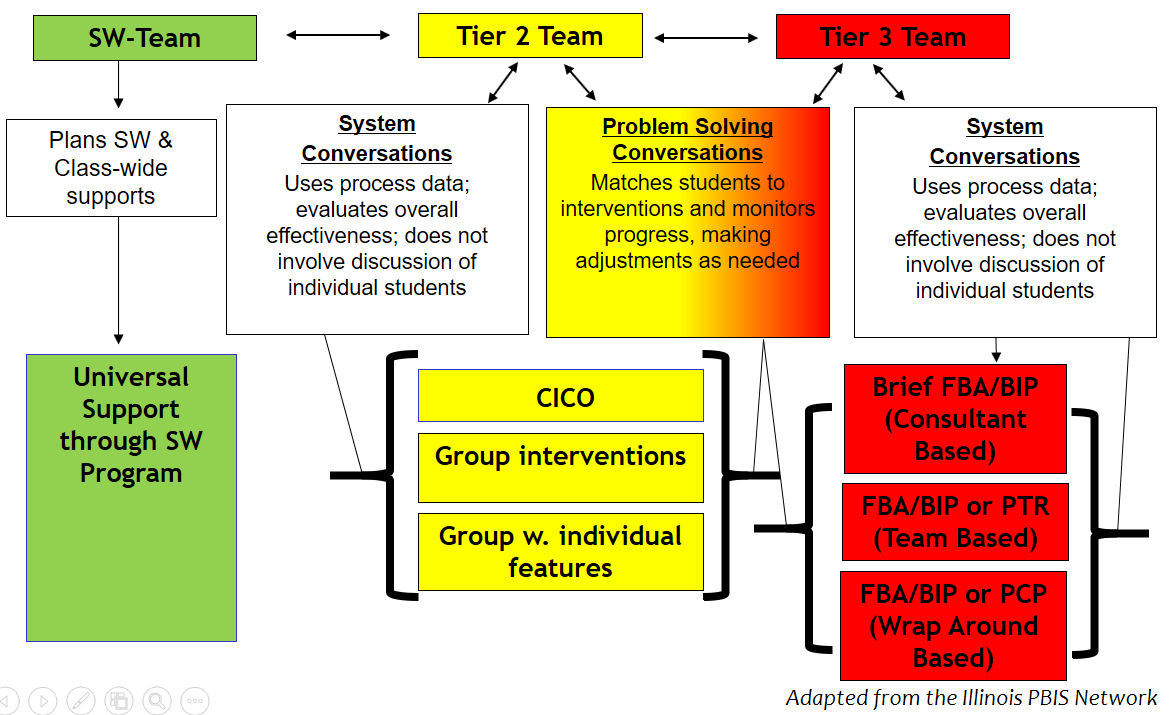 SW-Team
Tier 2 Team
Tier 3 Team
Plans SW &
Class-wide
supports
System
Conversations
Uses process data;
evaluates overall
effectiveness; does not
involve discussion of
individual students
Problem Solving
Conversations
Matches students to
interventions and monitors
progress, making
adjustments as needed
System
Conversations
Uses process data;
evaluates overall
effectiveness; does not
involve discussion of
individual students
Universal
Support
through SW
Program
CICO
Group interventions
Group w. individual
features
Brief FBA/BIP
(Consultant
Based)
FBA/BIP or PTR
(Team Based)
FBA/BIP or PCP
(Wrap Around
Based)
Adapted from the Illinois PBIS Network